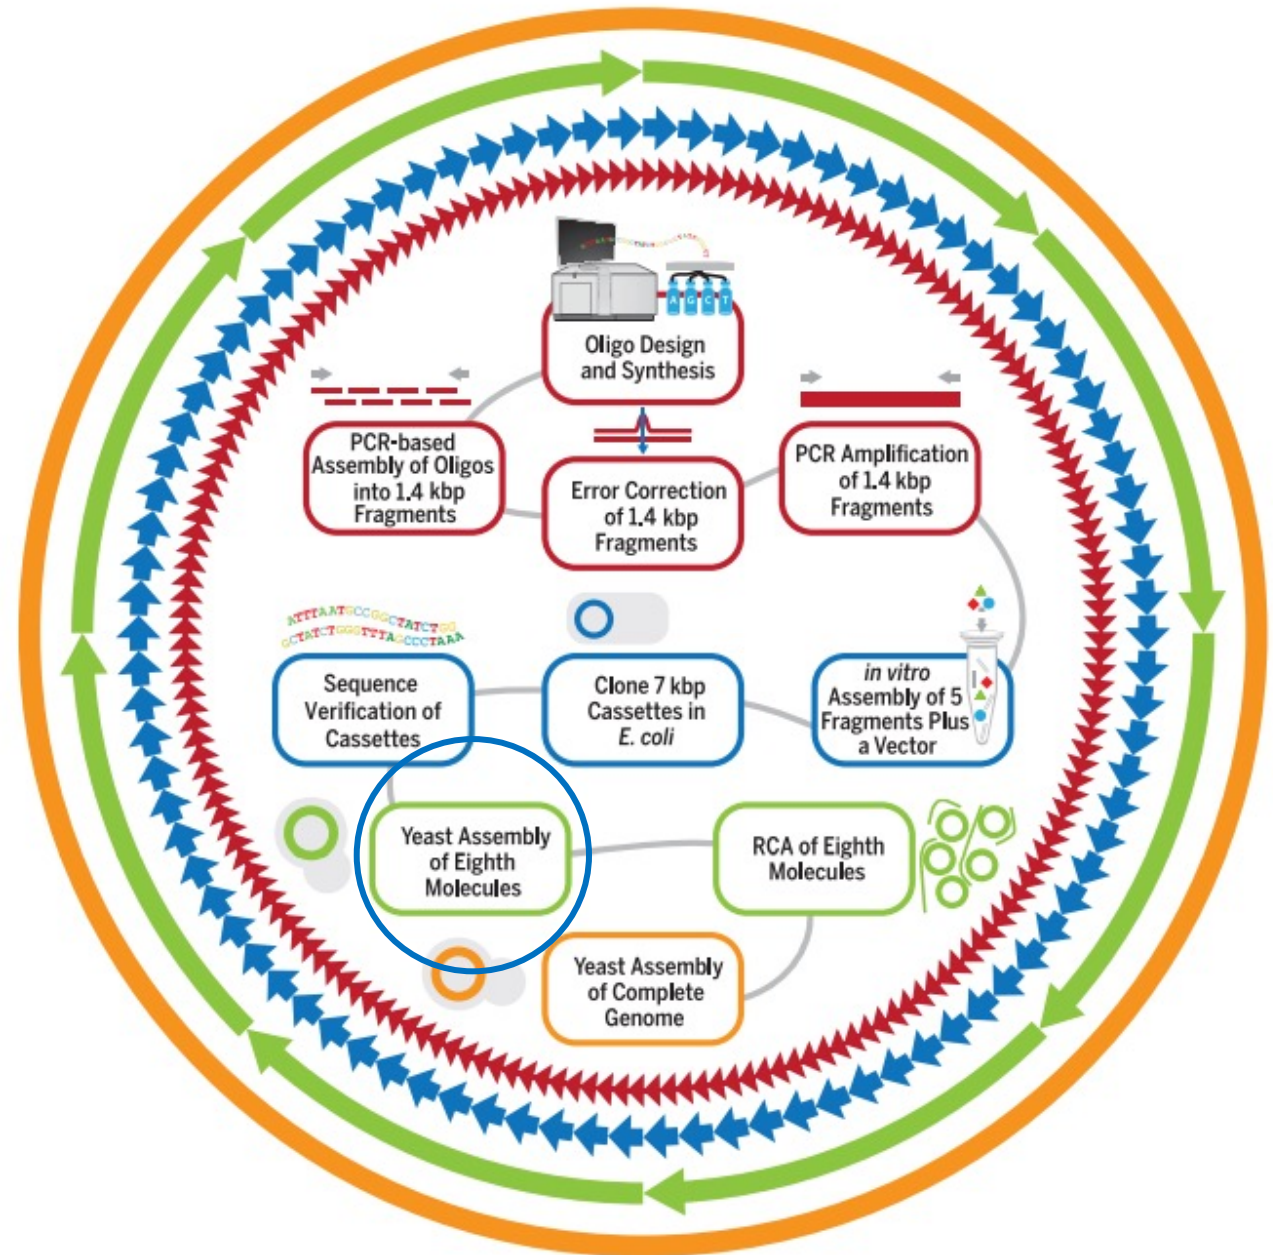 A G C T
Oligo Design
and Synthesis
PCR-based
Assembly of Oligos
into 1.4 kbp
Fragments
Error Correction
of 1.4 kbp
Fragments
PCR Amplification
of 1.4 kbp
Fragments
ATTTAATGCCGGCTATCTGG
GCTATCTGGGTTTAGCCCTAAA
Sequence
Verification of
Cassettes
Clone 7 kbp
Cassettes in
E. coli
in vitro
Assembly of 5
Fragments Plus
a Vector
Yeast Assembly
of Eighth
Molecules
RCA of Eighth
Molecules
Yeast Assembly
of Complete
Genome